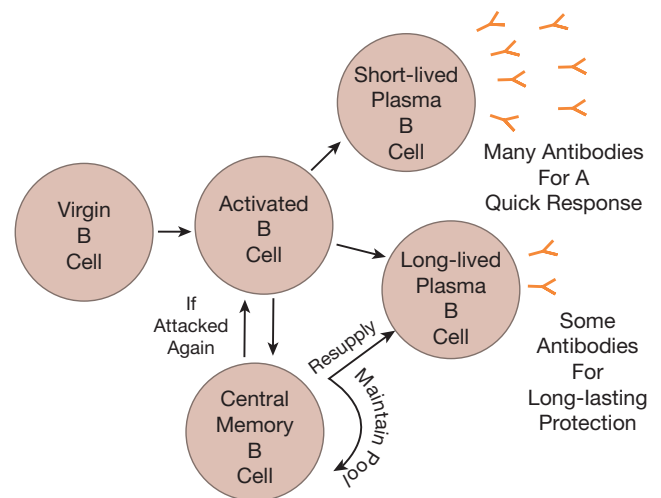 Short-lived
Plasma
B
Cell
Many Antibodies
For A
Quick Response
Virgin
B
Cell
Activated
B
Cell
Long-lived
Plasma
B
Cell
Some
Antibodies
For
Long-lasting
Protection
If
Attacked
Again
Resupply
Maintain Pool
Central
Memory
B
Cell